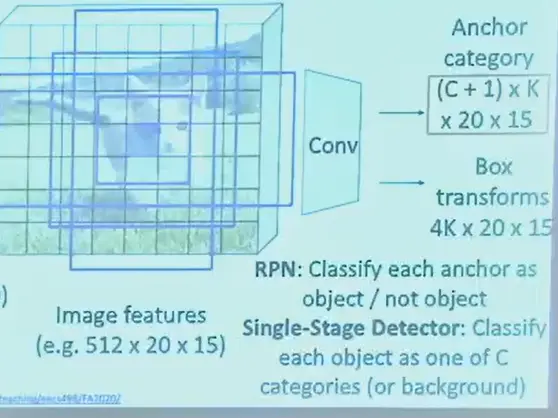 Anchor
category
(C + 1) x K
x 20 x 15
Conv
Box
transforms
4K x 20 x 15
RPN: Classify each anchor as
object / not object
Image features
(e.g. 512 x 20 x 15)
Single-Stage Detector: Classify
each object as one of C
categories (or background)
)
teaching/eecs498/FA2020/